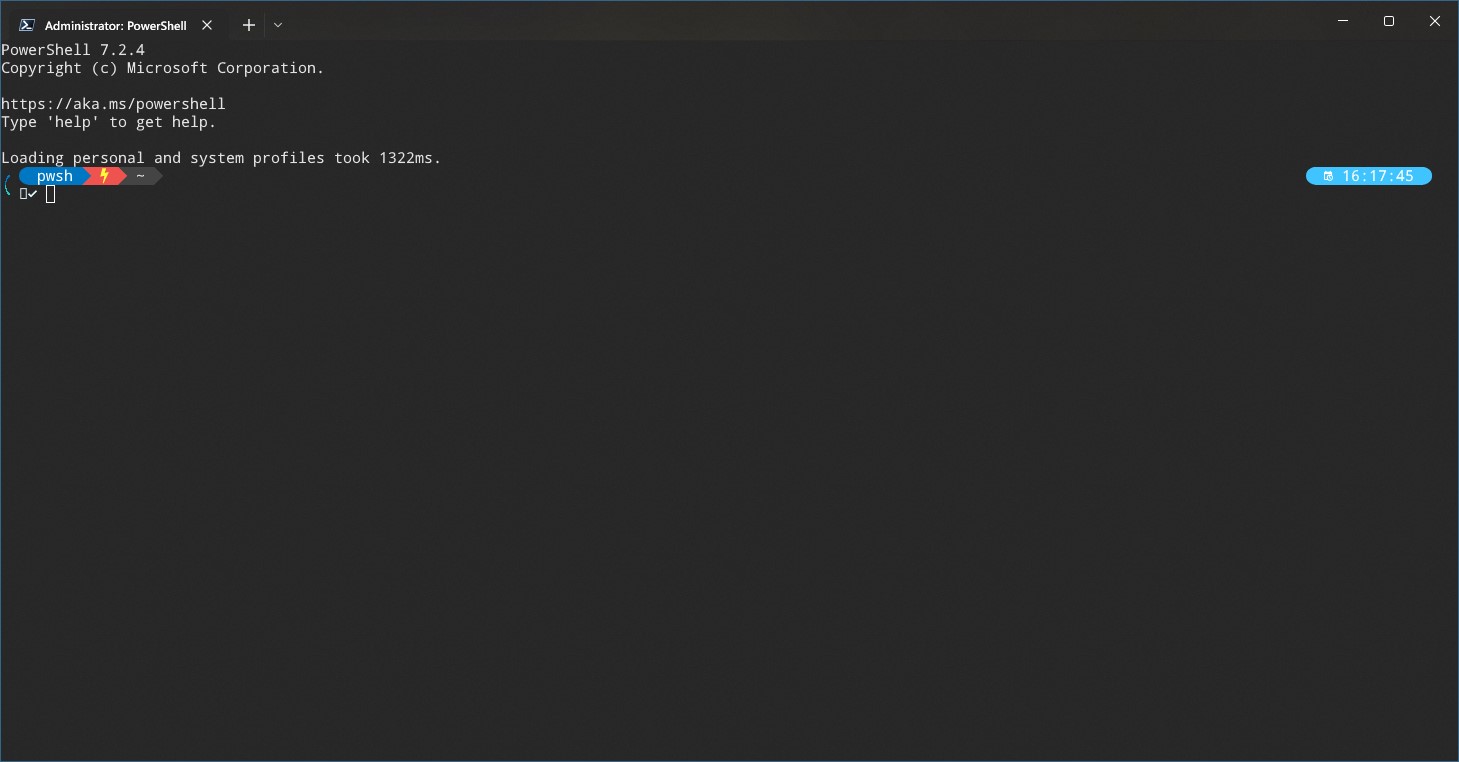 Administrator: PowerShell
PowerShell 7.2.4
Copyright (c) Microsoft Corporation.
https://aka.ms/powershell
Type 'help' to get help.
Loading personal and system profiles took 1322ms.
pwsh ~ 16:17:45